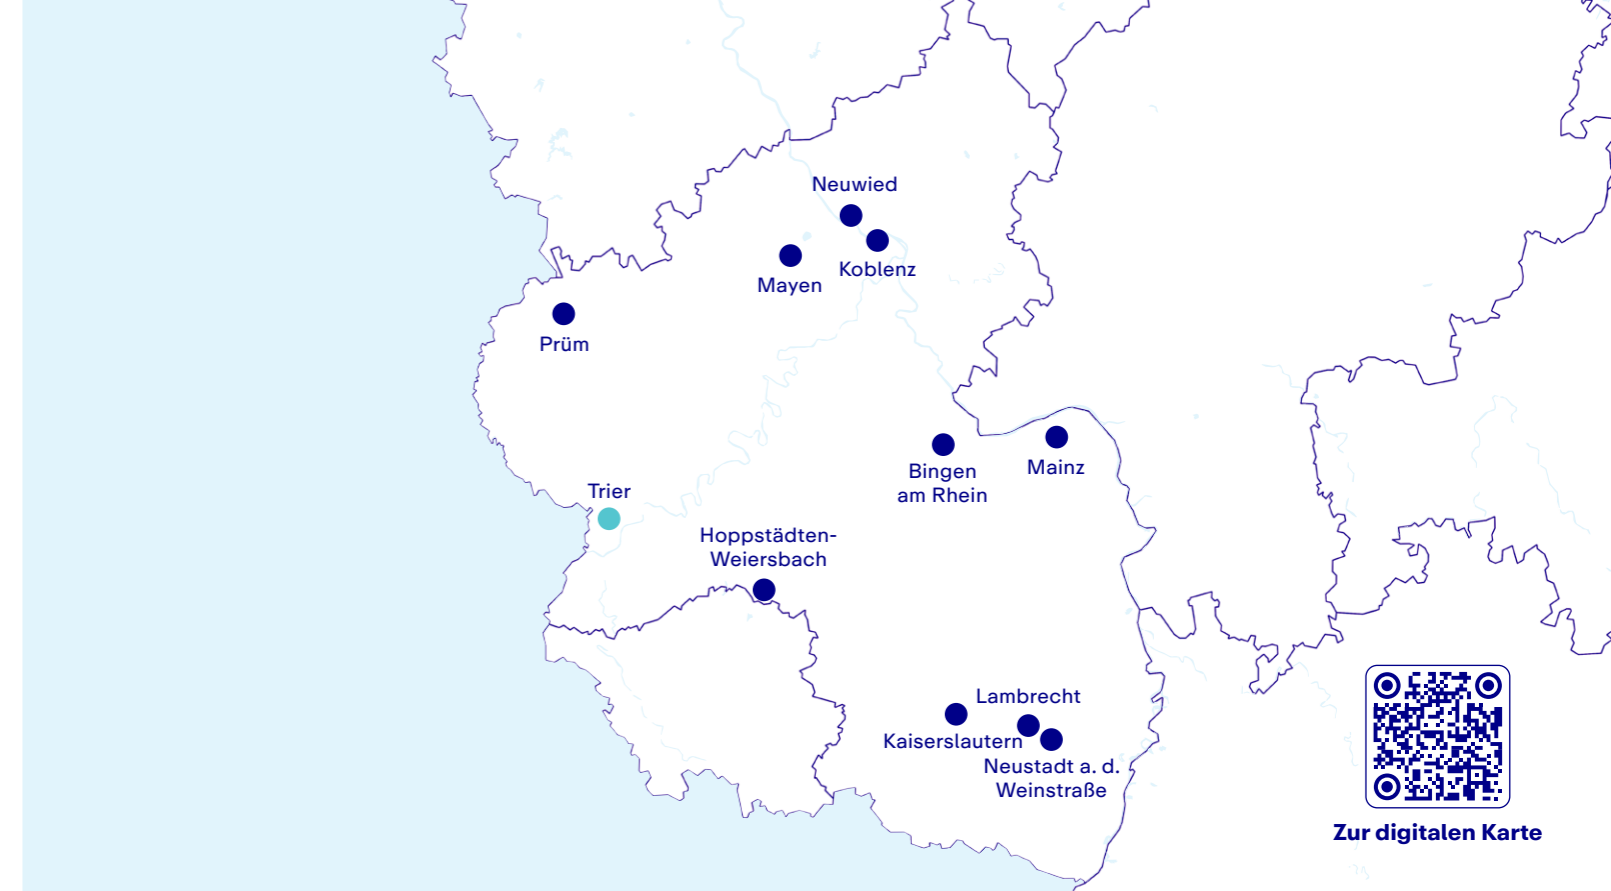 Neuwied
Koblenz
Mayen
Prüm
Bingen
am Rhein
Mainz
Trier
Hoppstädten-
Weiersbach
Lambrecht
Kaiserslautern
Neustadt a. d.
Weinstraße
Zur digitalen Karte